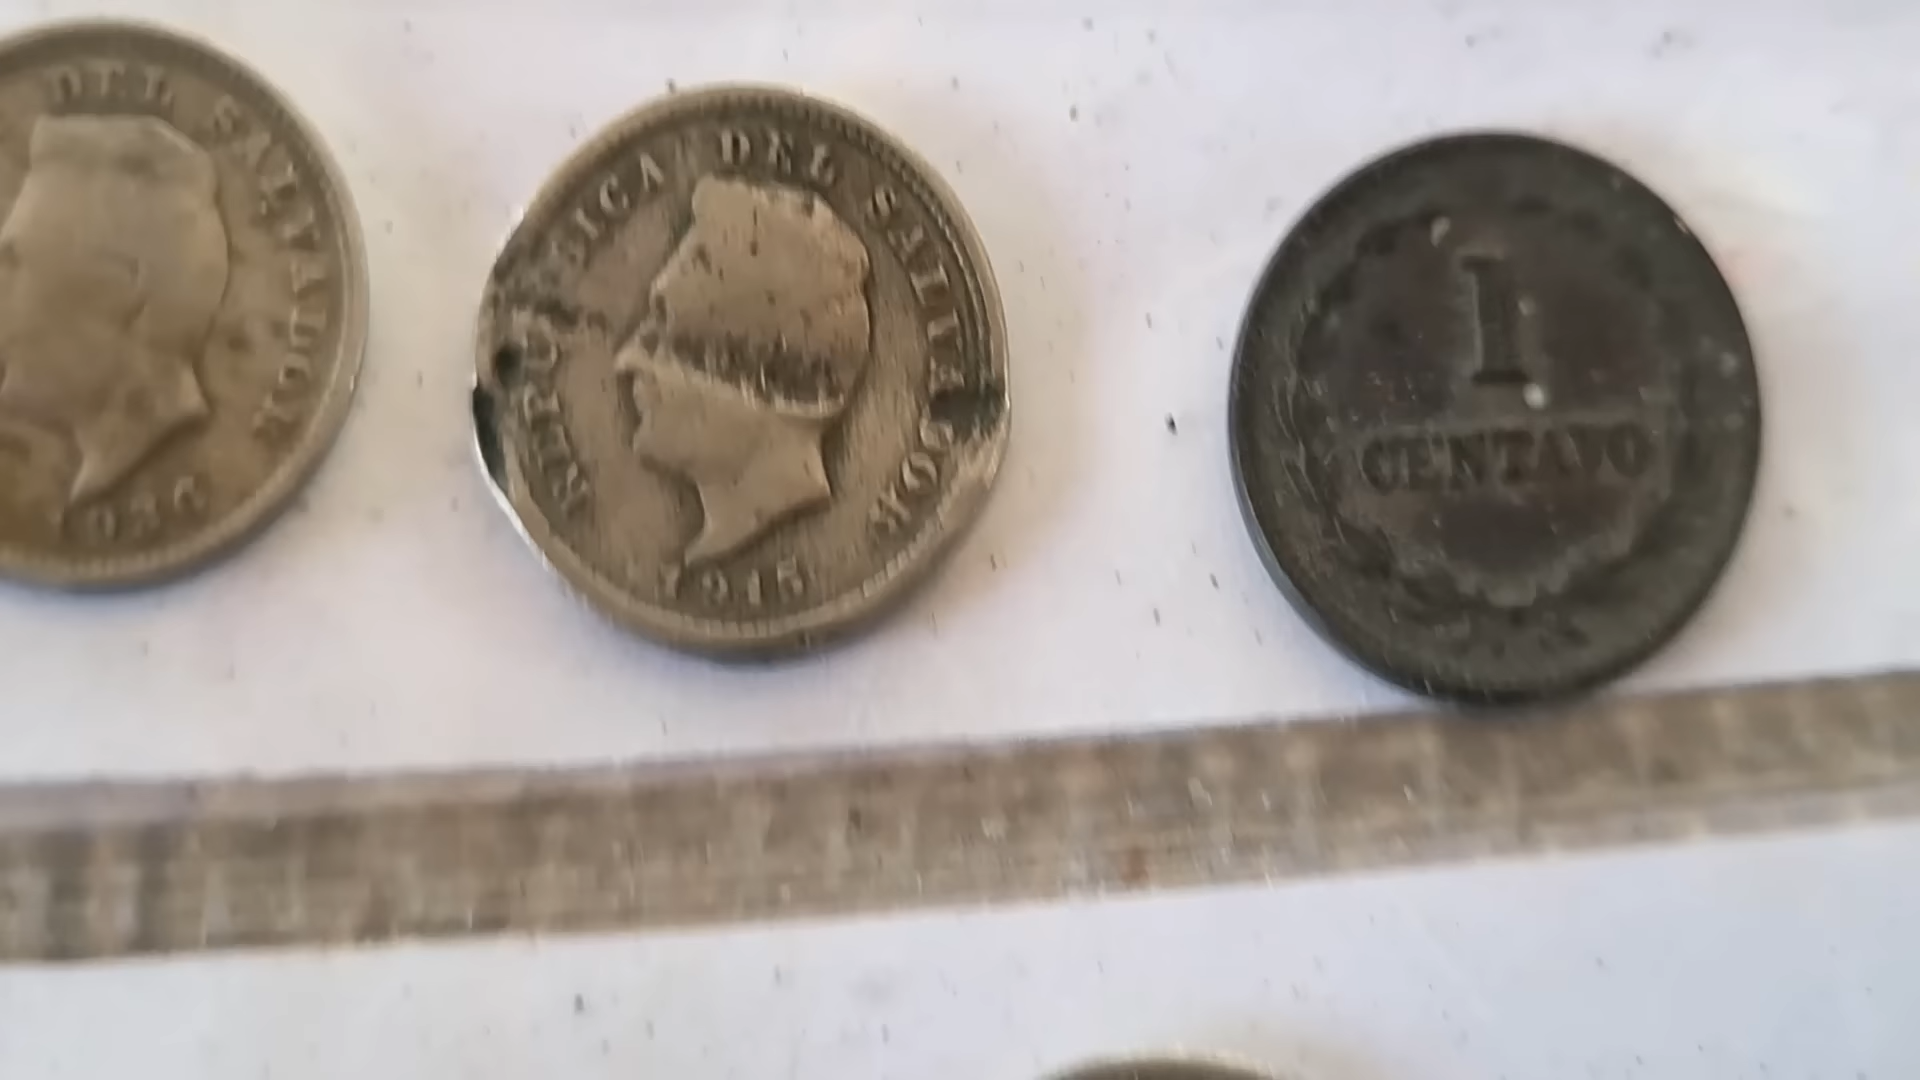 DEL SALVADOR
REPUBLICA DEL SALVADOR
1915
1
CENTAVO